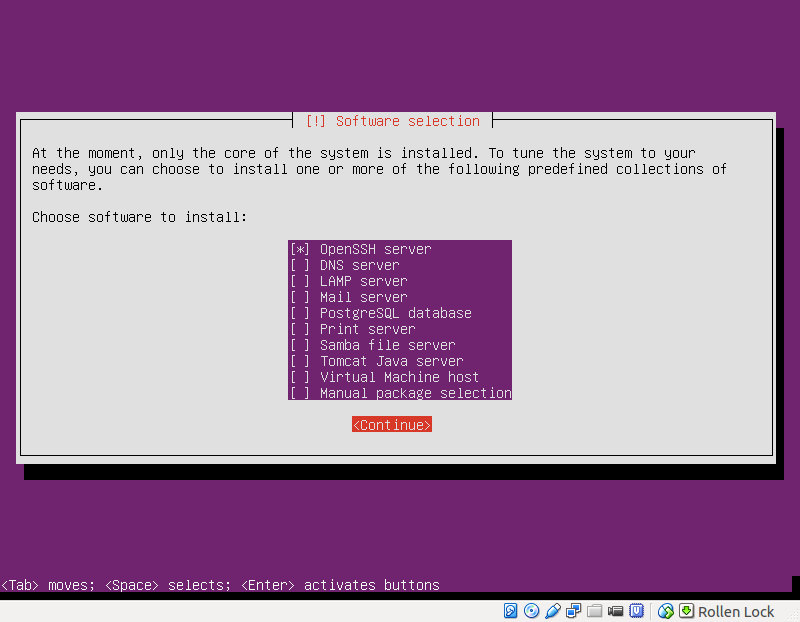 [!] Software selection
At the moment, only the core of the system is installed. To tune the system to your
needs, you can choose to install one or more of the following predefined collections of
software.
Choose software to install:
[*] OpenSSH server
[ ] DNS server
[ ] LAMP server
[ ] Mail server
[ ] PostgreSQL database
[ ] Print server
[ ] Samba file server
[ ] Tomcat Java server
[ ] Virtual Machine host
[ ] Manual package selection
<Continue>
<Tab> moves; <Space> selects; <Enter> activates buttons
Rollen Lock